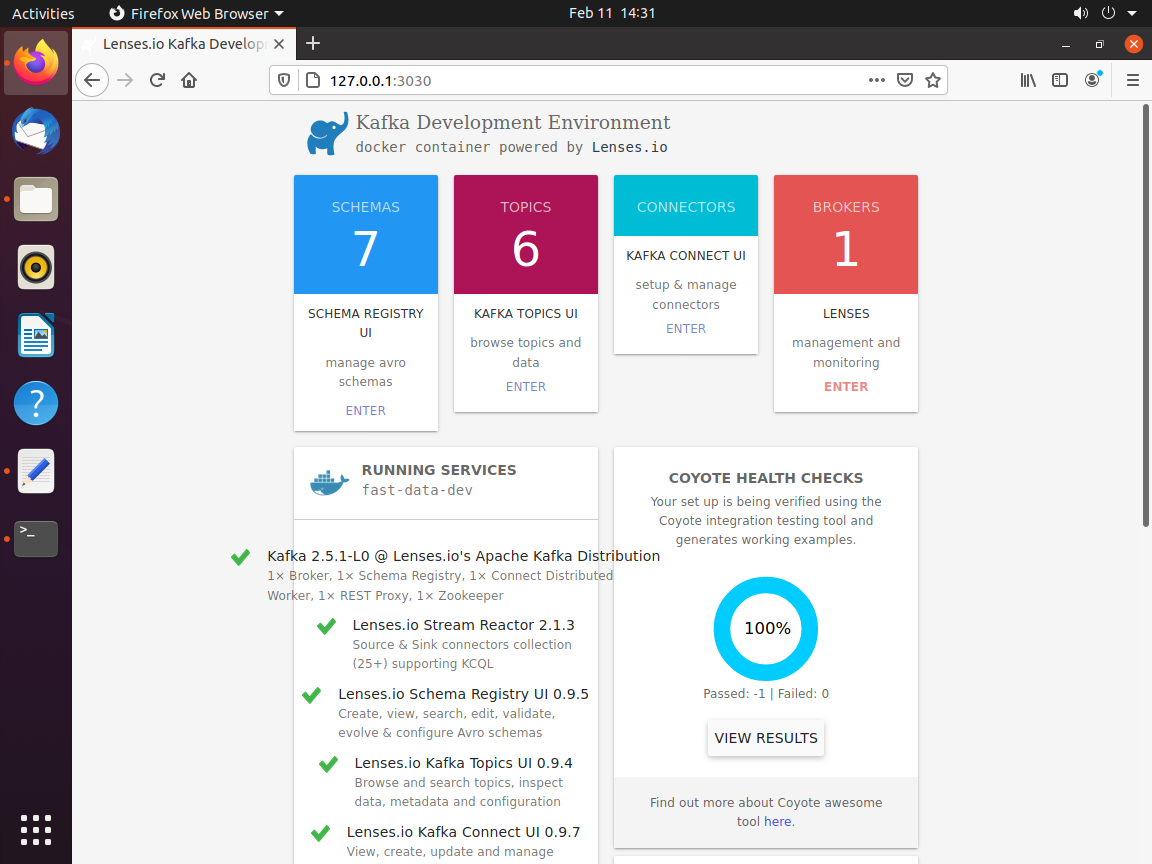 Activities
Firefox Web Browser
Feb 11 14:31
Lenses.io Kafka Develop
127.0.0.1:3030
Kafka Development Environment
docker container powered by Lenses.io
SCHEMAS
7
SCHEMA REGISTRY
UI
manage avro
schemas
ENTER
TOPICS
6
KAFKA TOPICS UI
browse topics and
data
ENTER
CONNECTORS
KAFKA CONNECT UI
setup & manage
connectors
ENTER
BROKERS
1
LENSES
management and
monitoring
ENTER
RUNNING SERVICES
fast-data-dev
Kafka 2.5.1-L0 @ Lenses.io's Apache Kafka Distribution
1× Broker, 1× Schema Registry, 1× Connect Distributed
Worker, 1× REST Proxy, 1× Zookeeper
Lenses.io Stream Reactor 2.1.3
Source & Sink connectors collection
(25+) supporting KCQL
Lenses.io Schema Registry UI 0.9.5
Create, view, search, edit, validate,
evolve & configure Avro schemas
Lenses.io Kafka Topics UI 0.9.4
Browse and search topics, inspect
data, metadata and configuration
Lenses.io Kafka Connect UI 0.9.7
View, create, update and manage
COYOTE HEALTH CHECKS
Your set up is being verified using the
Coyote integration testing tool and
generates working examples.
100%
Passed: -1 | Failed: 0
VIEW RESULTS
Find out more about Coyote awesome
tool here.